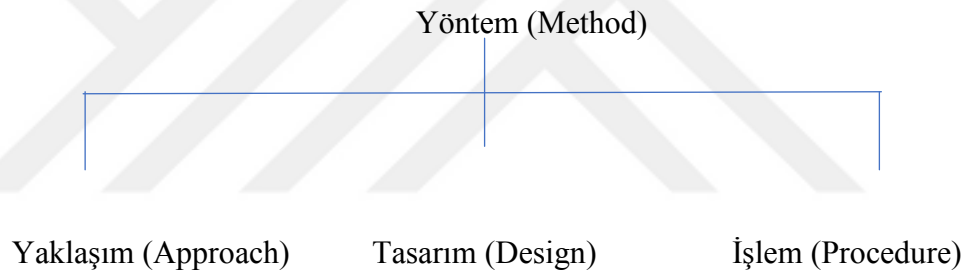 Yöntem (Method)
Yaklaşım (Approach) Tasarım (Design) İşlem (Procedure)